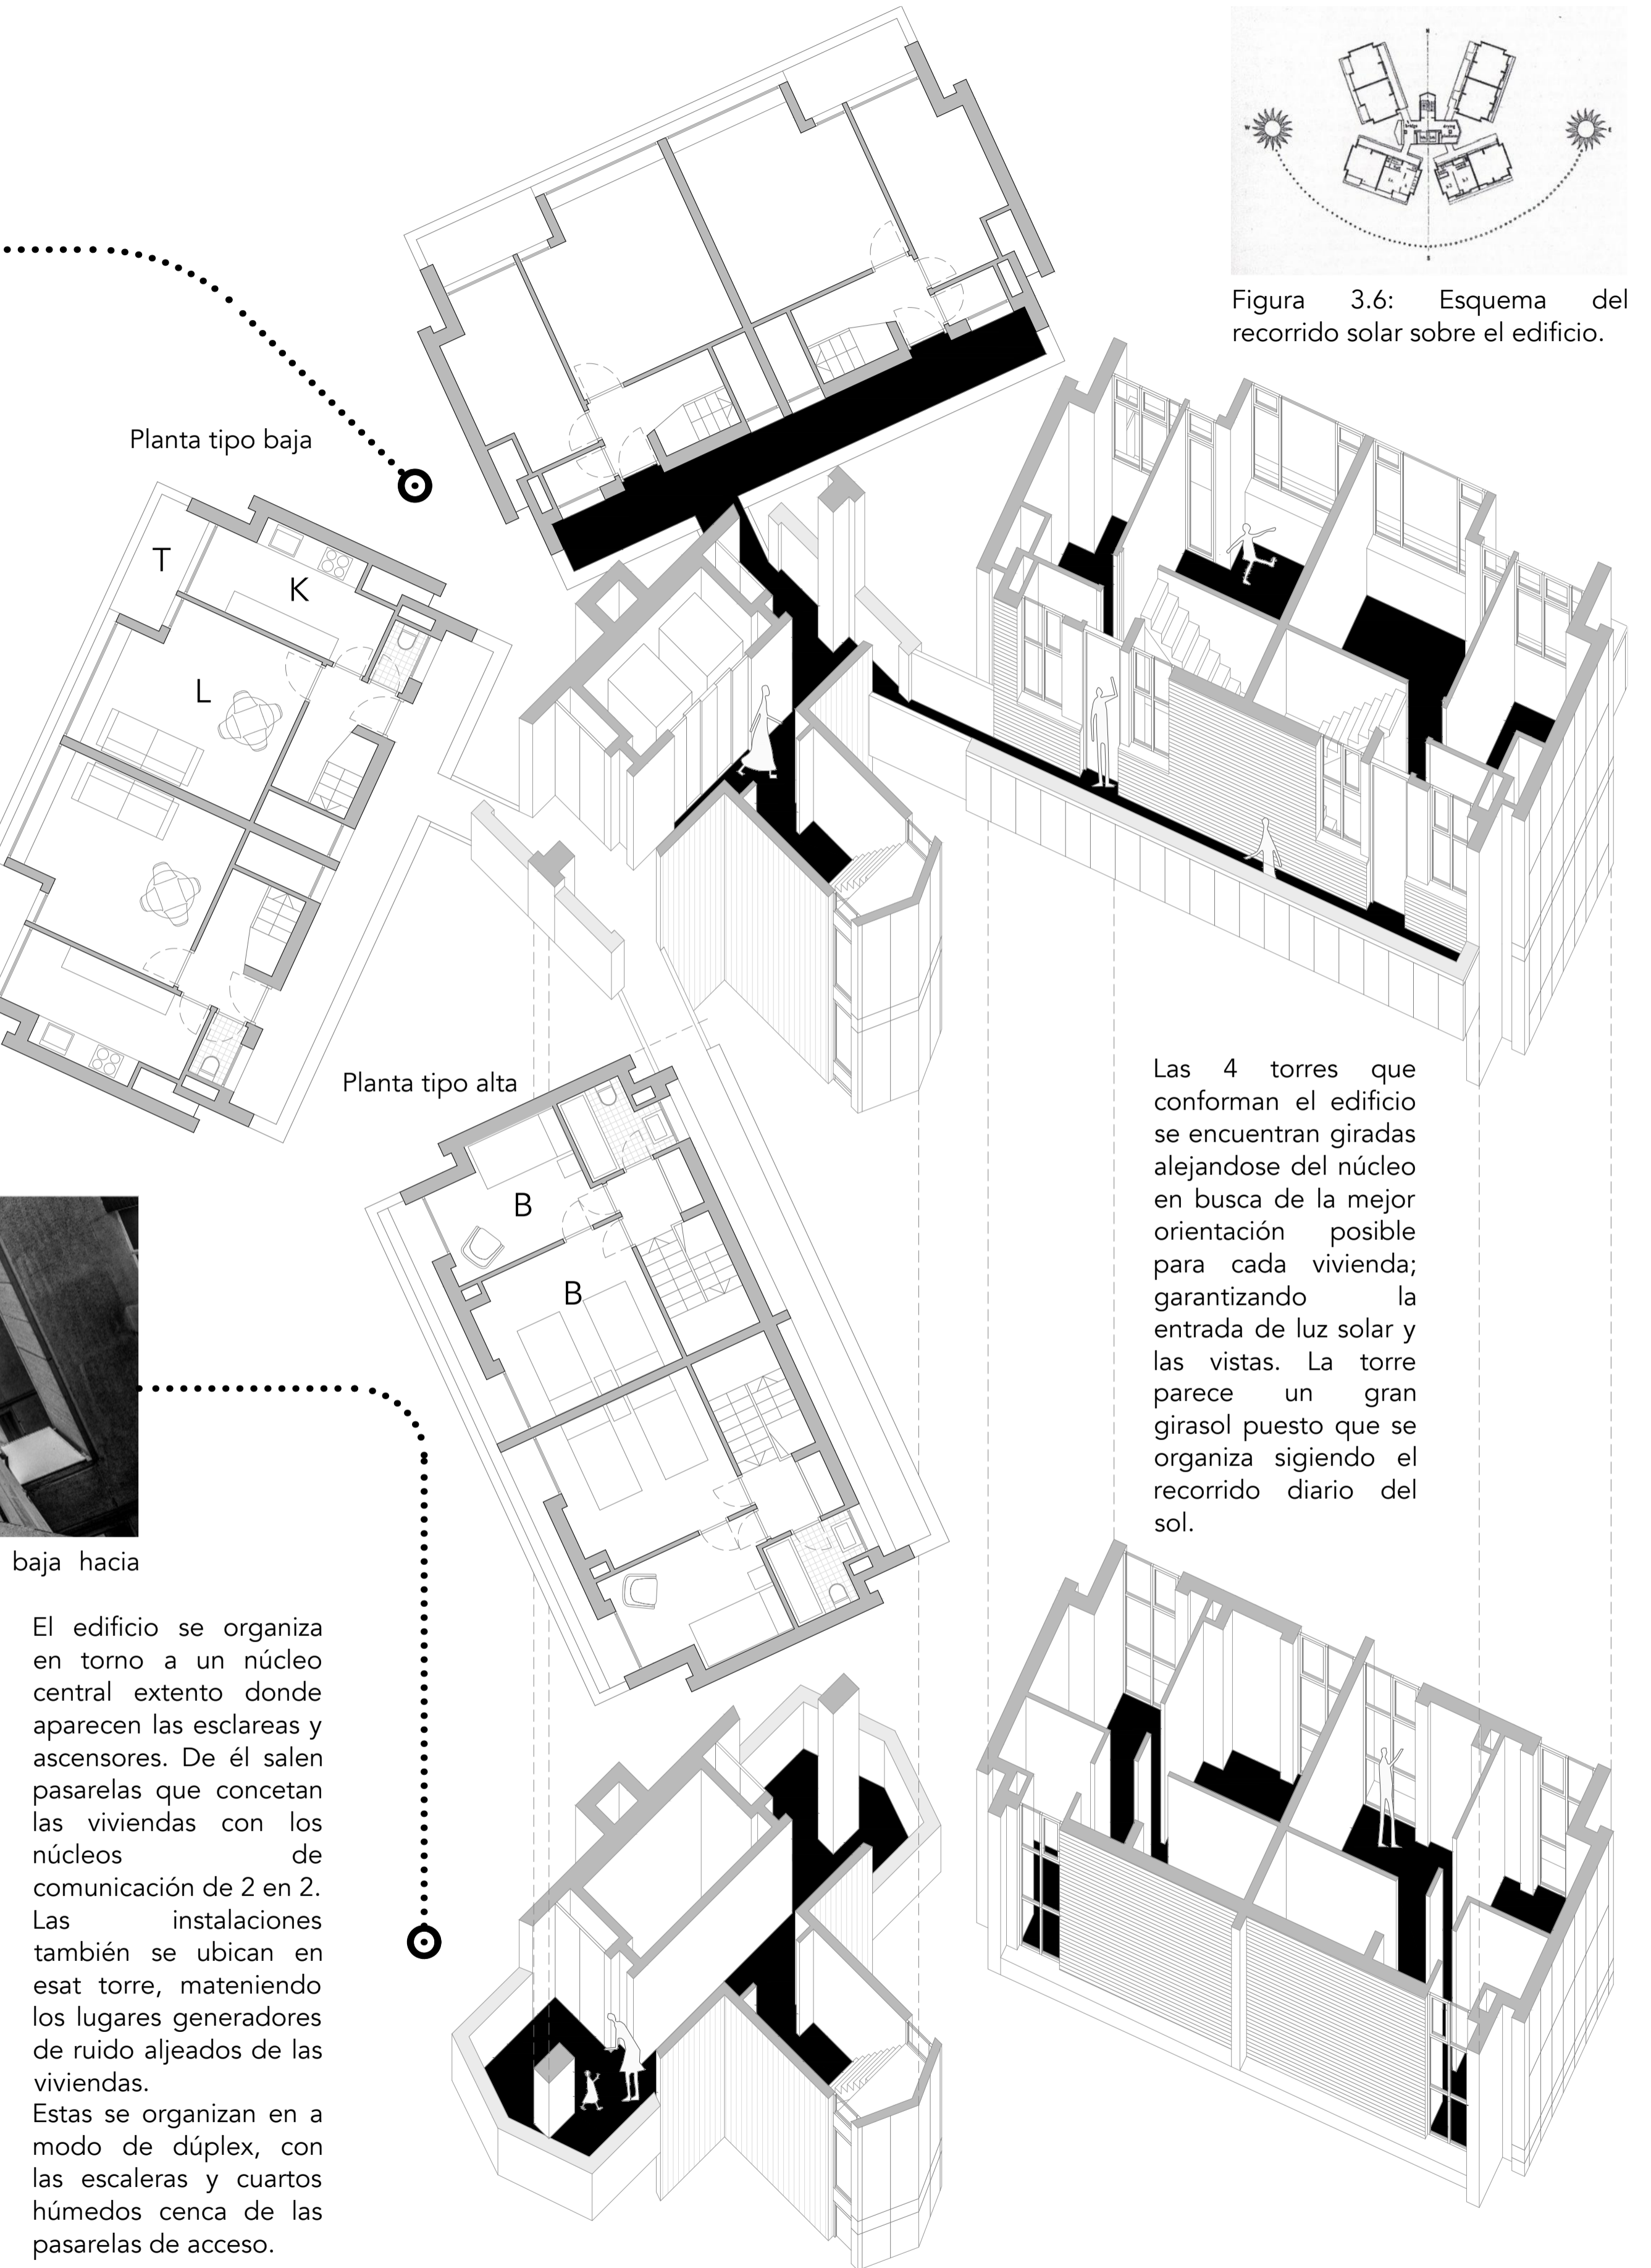 Figura 3.6: Esquema del
recorrido solar sobre el edificio.
Planta tipo baja
T
K
L
Planta tipo alta
B
B
Las 4 torres que
conforman el edificio
se encuentran giradas
alejandose del núcleo
en busca de la mejor
orientación posible
para cada vivienda;
garantizando la
entrada de luz solar y
las vistas. La torre
parece un gran
girasol puesto que se
organiza sigiendo el
recorrido diario del
sol.
baja hacia
El edificio se organiza
en torno a un núcleo
central extento donde
aparecen las esclareas y
ascensores. De él salen
pasarelas que concetan
las viviendas con los
núcleos de
comunicación de 2 en 2.
Las instalaciones
también se ubican en
esat torre, mateniendo
los lugares generadores
de ruido aljeados de las
viviendas.
Estas se organizan en a
modo de dúplex, con
las escaleras y cuartos
húmedos cenca de las
pasarelas de acceso.